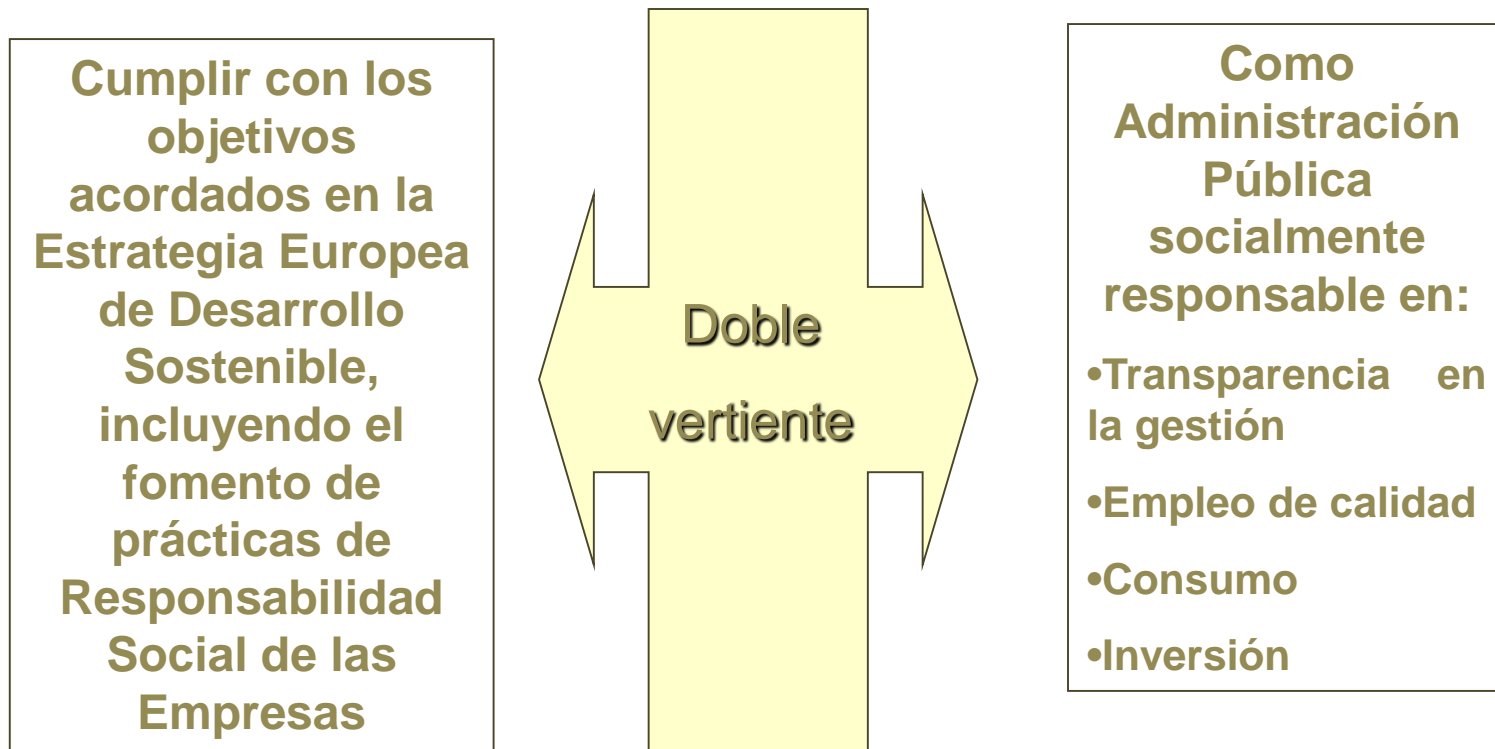 Cumplir con los
objetivos
acordados en la
Estrategia Europea
de Desarrollo
Sostenible,
incluyendo el
fomento de
prácticas de
Responsabilidad
Social de las
Empresas
Doble
vertiente
Como
Administración
Pública
socialmente
responsable en:
•Transparencia en
la gestión
•Empleo de calidad
•Consumo
•Inversión